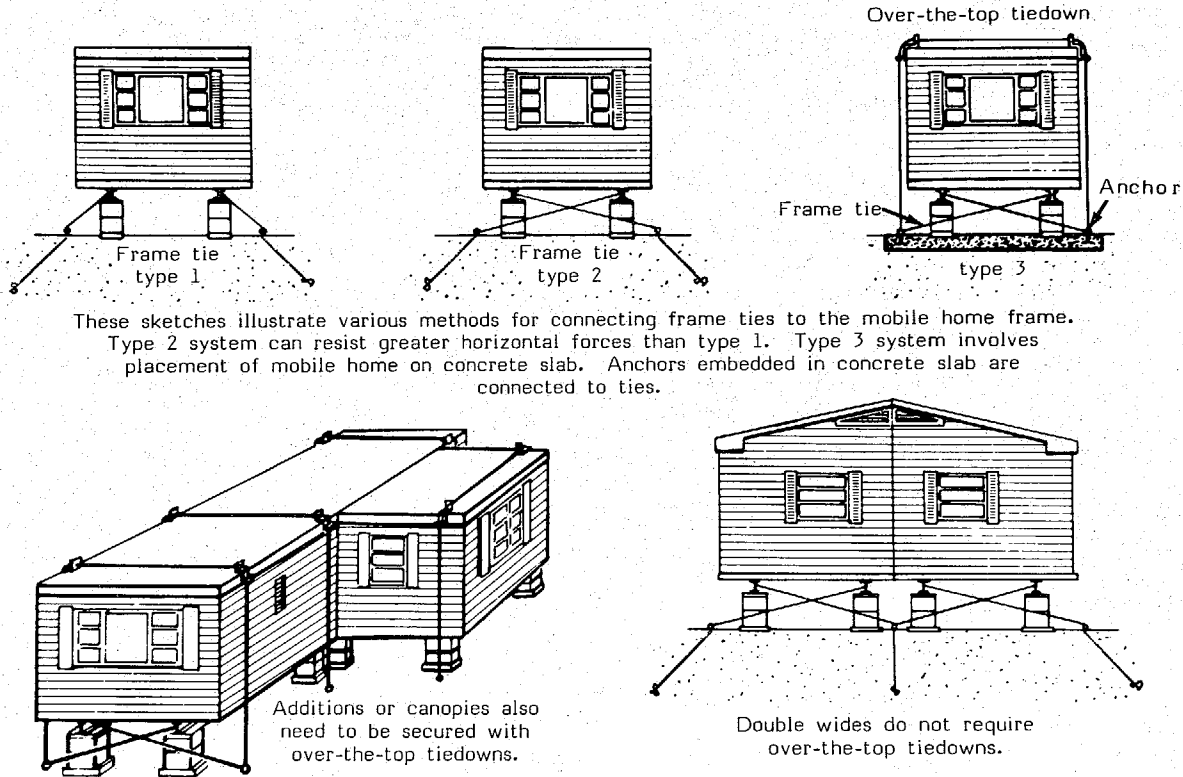 Over-the-top tiedown
Anchor
Frame tie
Frame tie
type 1
Frame tie
type 2
type 3
These sketches illustrate various methods for connecting frame ties to the mobile home frame.
Type 2 system can resist greater horizontal forces than type 1. Type 3 system involves
placement of mobile home on concrete slab. Anchors embedded in concrete slab are
connected to ties.
Additions or canopies also
need to be secured with
over-the-top tiedowns.
Double wides do not require
over-the-top tiedowns.